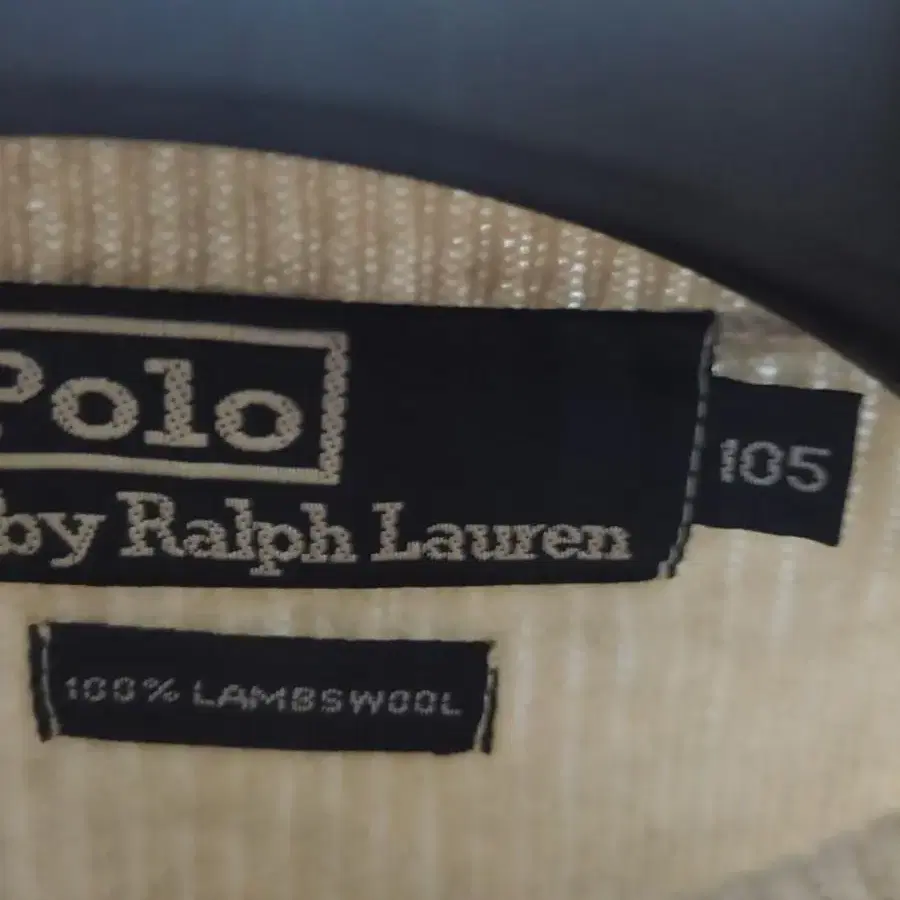 Polo
by Ralph Lauren
105
100% LAMBSWOOL